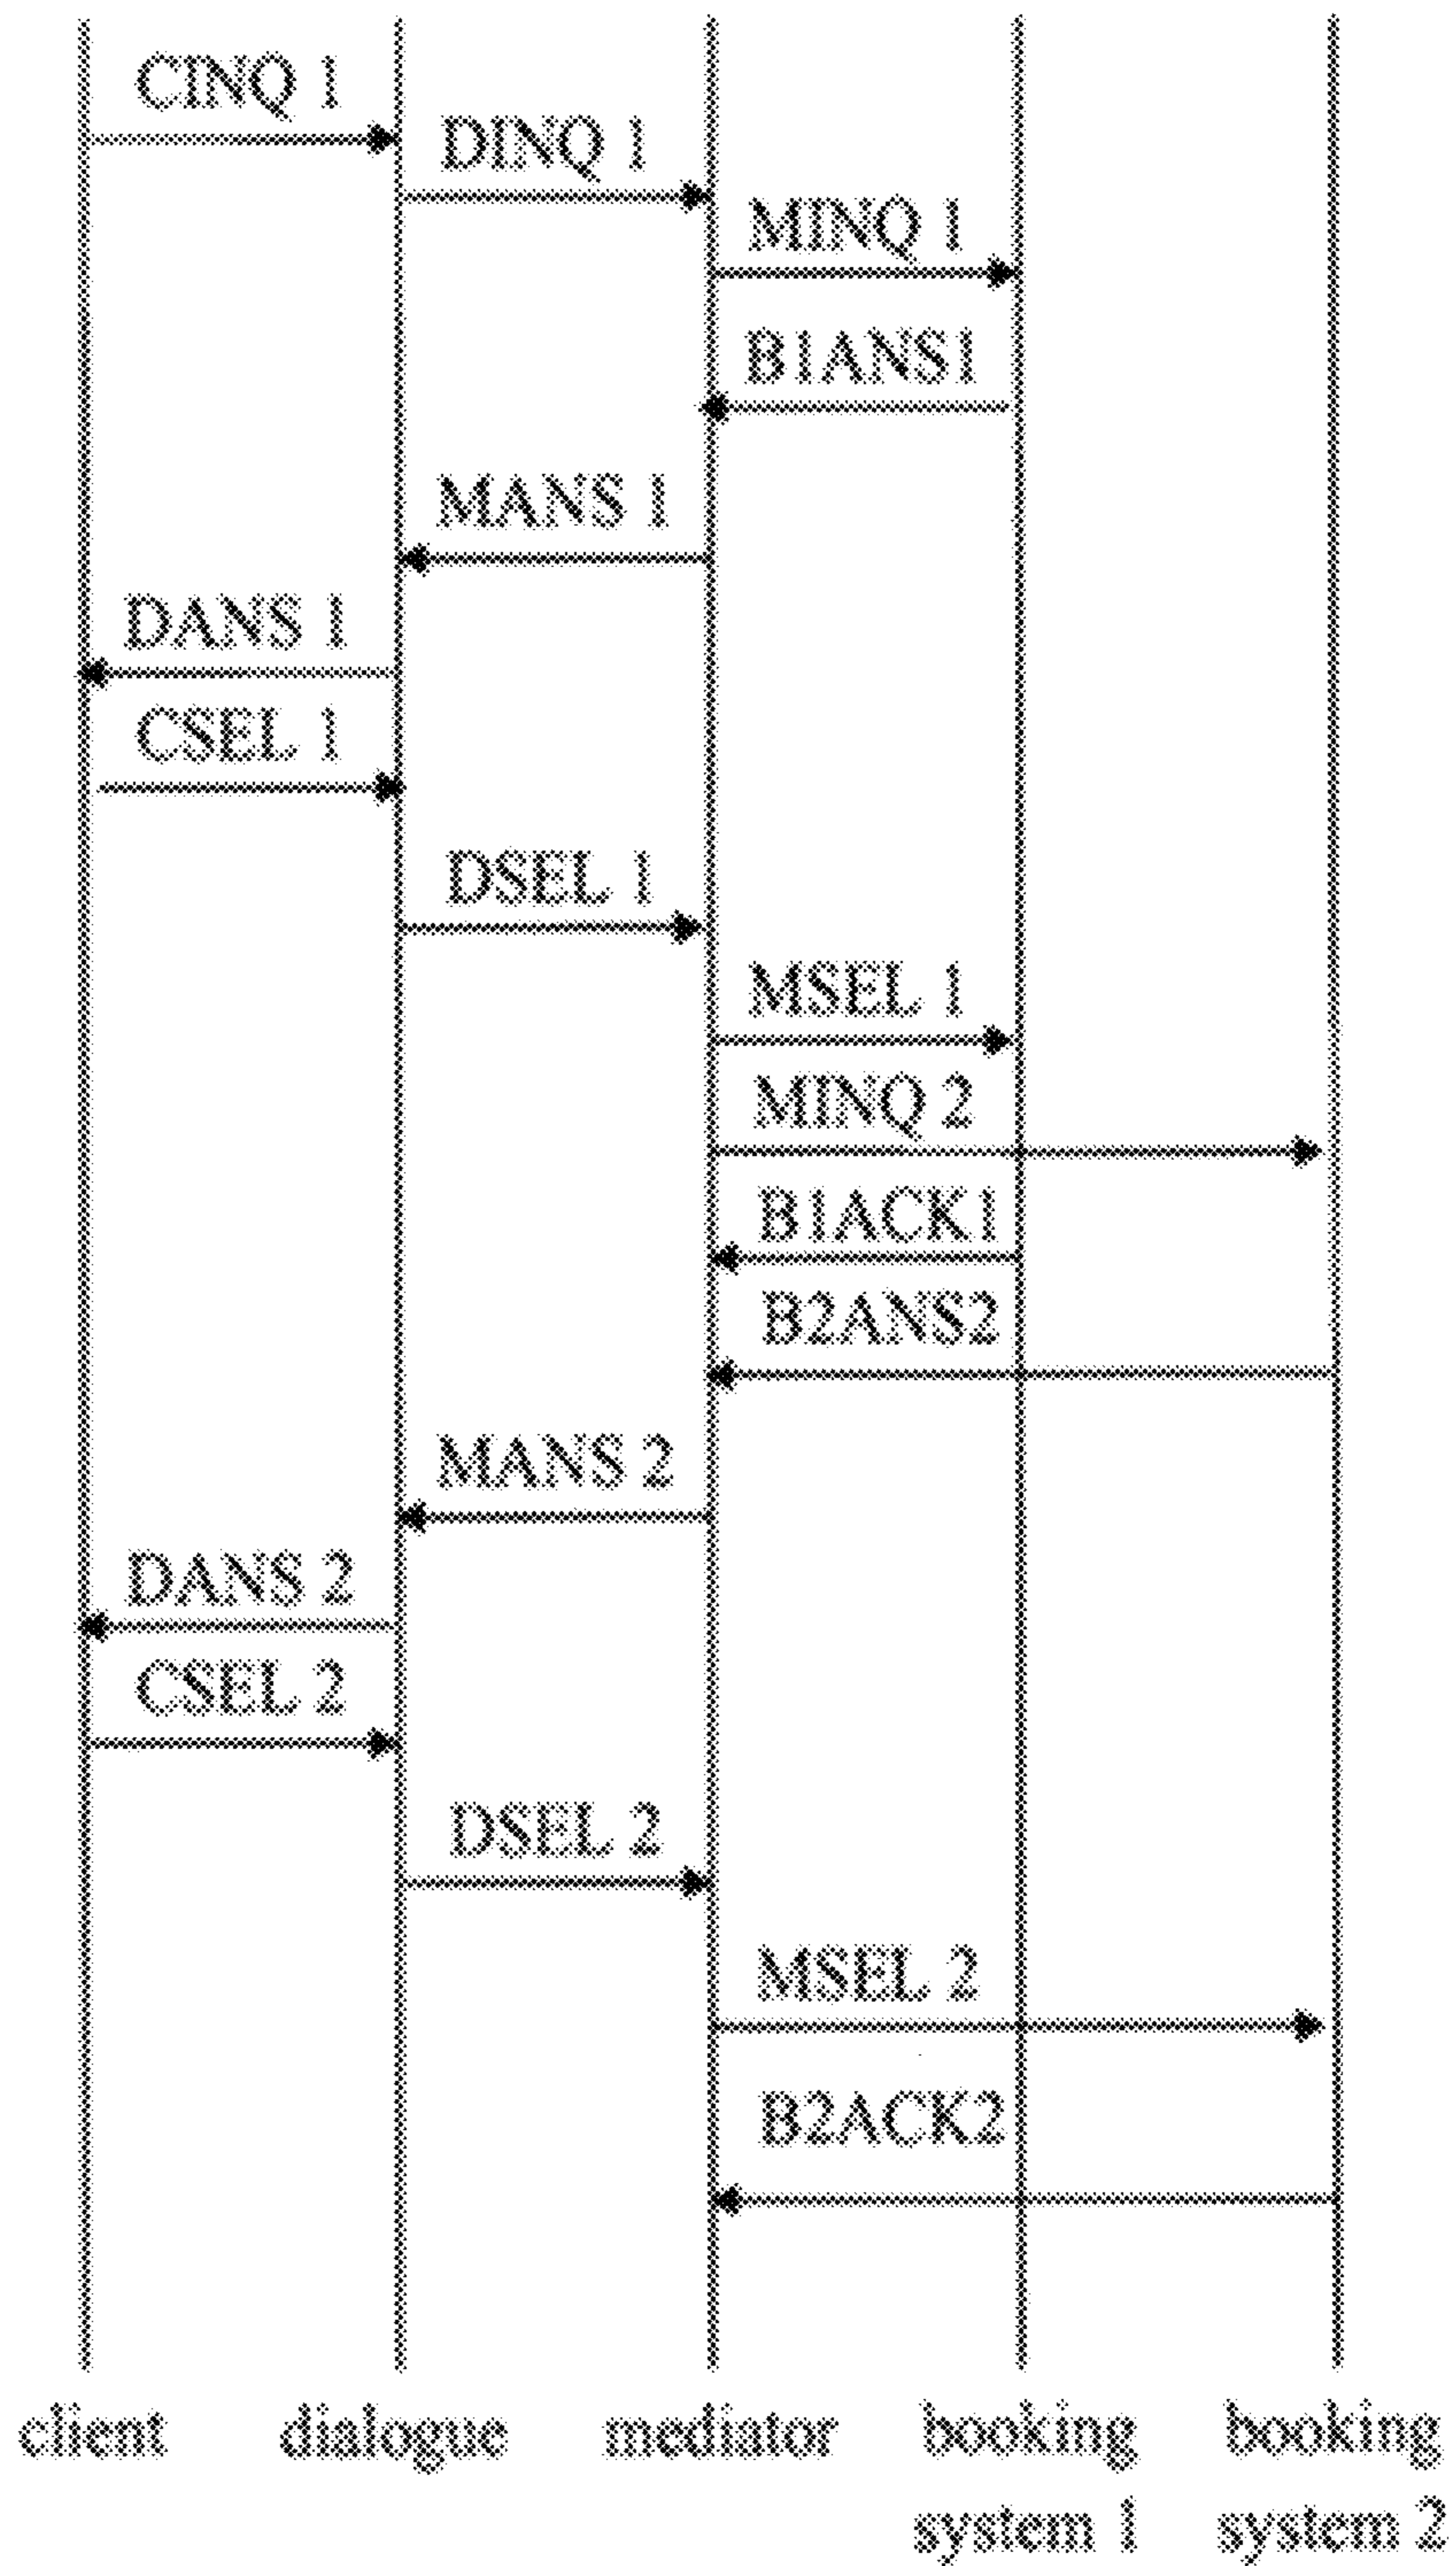 CINQ 1
DINQ 1
MINQ 1
B1ANS1
MANS 1
DANS 1
CSEL 1
DSEL 1
MSEL 1
MINQ 2
B1ACK1
B2ANS2
MANS 2
DANS 2
CSEL 2
DSEL 2
MSEL 2
B2ACK2
client dialogue mediator booking booking
system 1 system 2